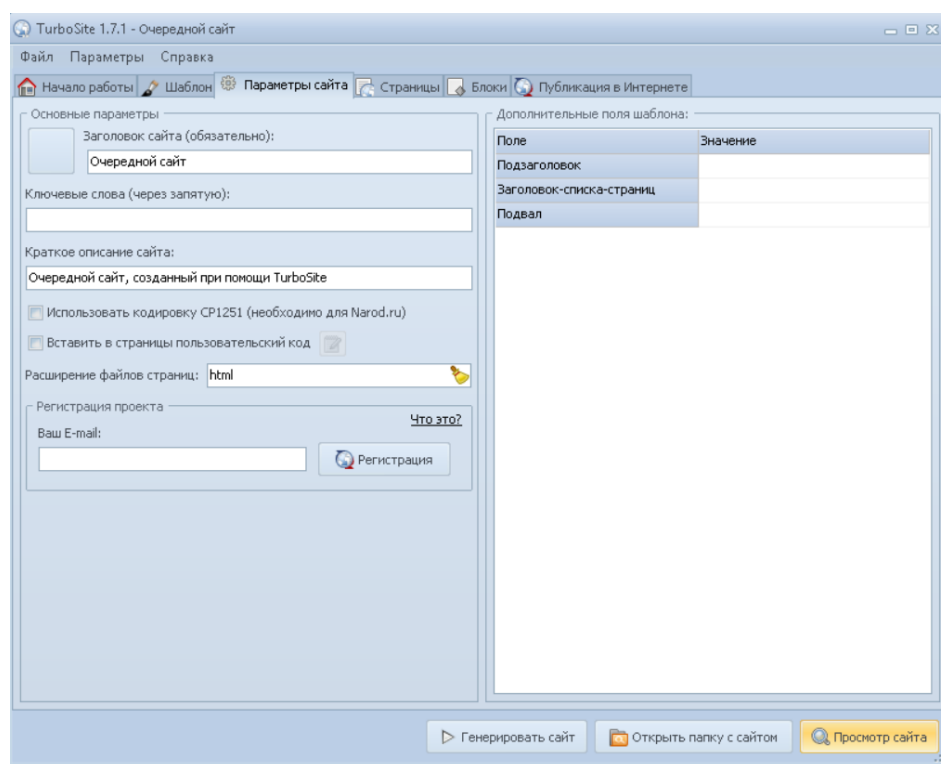 TurboSite 1.7.1 - Очередной сайт
Файл Параметры Справка
Начало работы Шаблон Параметры сайта Страницы Блоки Публикация в Интернете
Основные параметры
Заголовок сайта (обязательно):
Очередной сайт
Ключевые слова (через запятую):
Краткое описание сайта:
Очередной сайт, созданный при помощи TurboSite
Использовать кодировку CP1251 (необходимо для Narod.ru)
Вставить в страницы пользовательский код
Расширение файлов страниц: html
Регистрация проекта
Что это?
Ваш E-mail:
Регистрация
Дополнительные поля шаблона:
Поле Значение
Подзаголовок
Заголовок-списка-страниц
Подвал
Генерировать сайт Открыть папку с сайтом Просмотр сайта